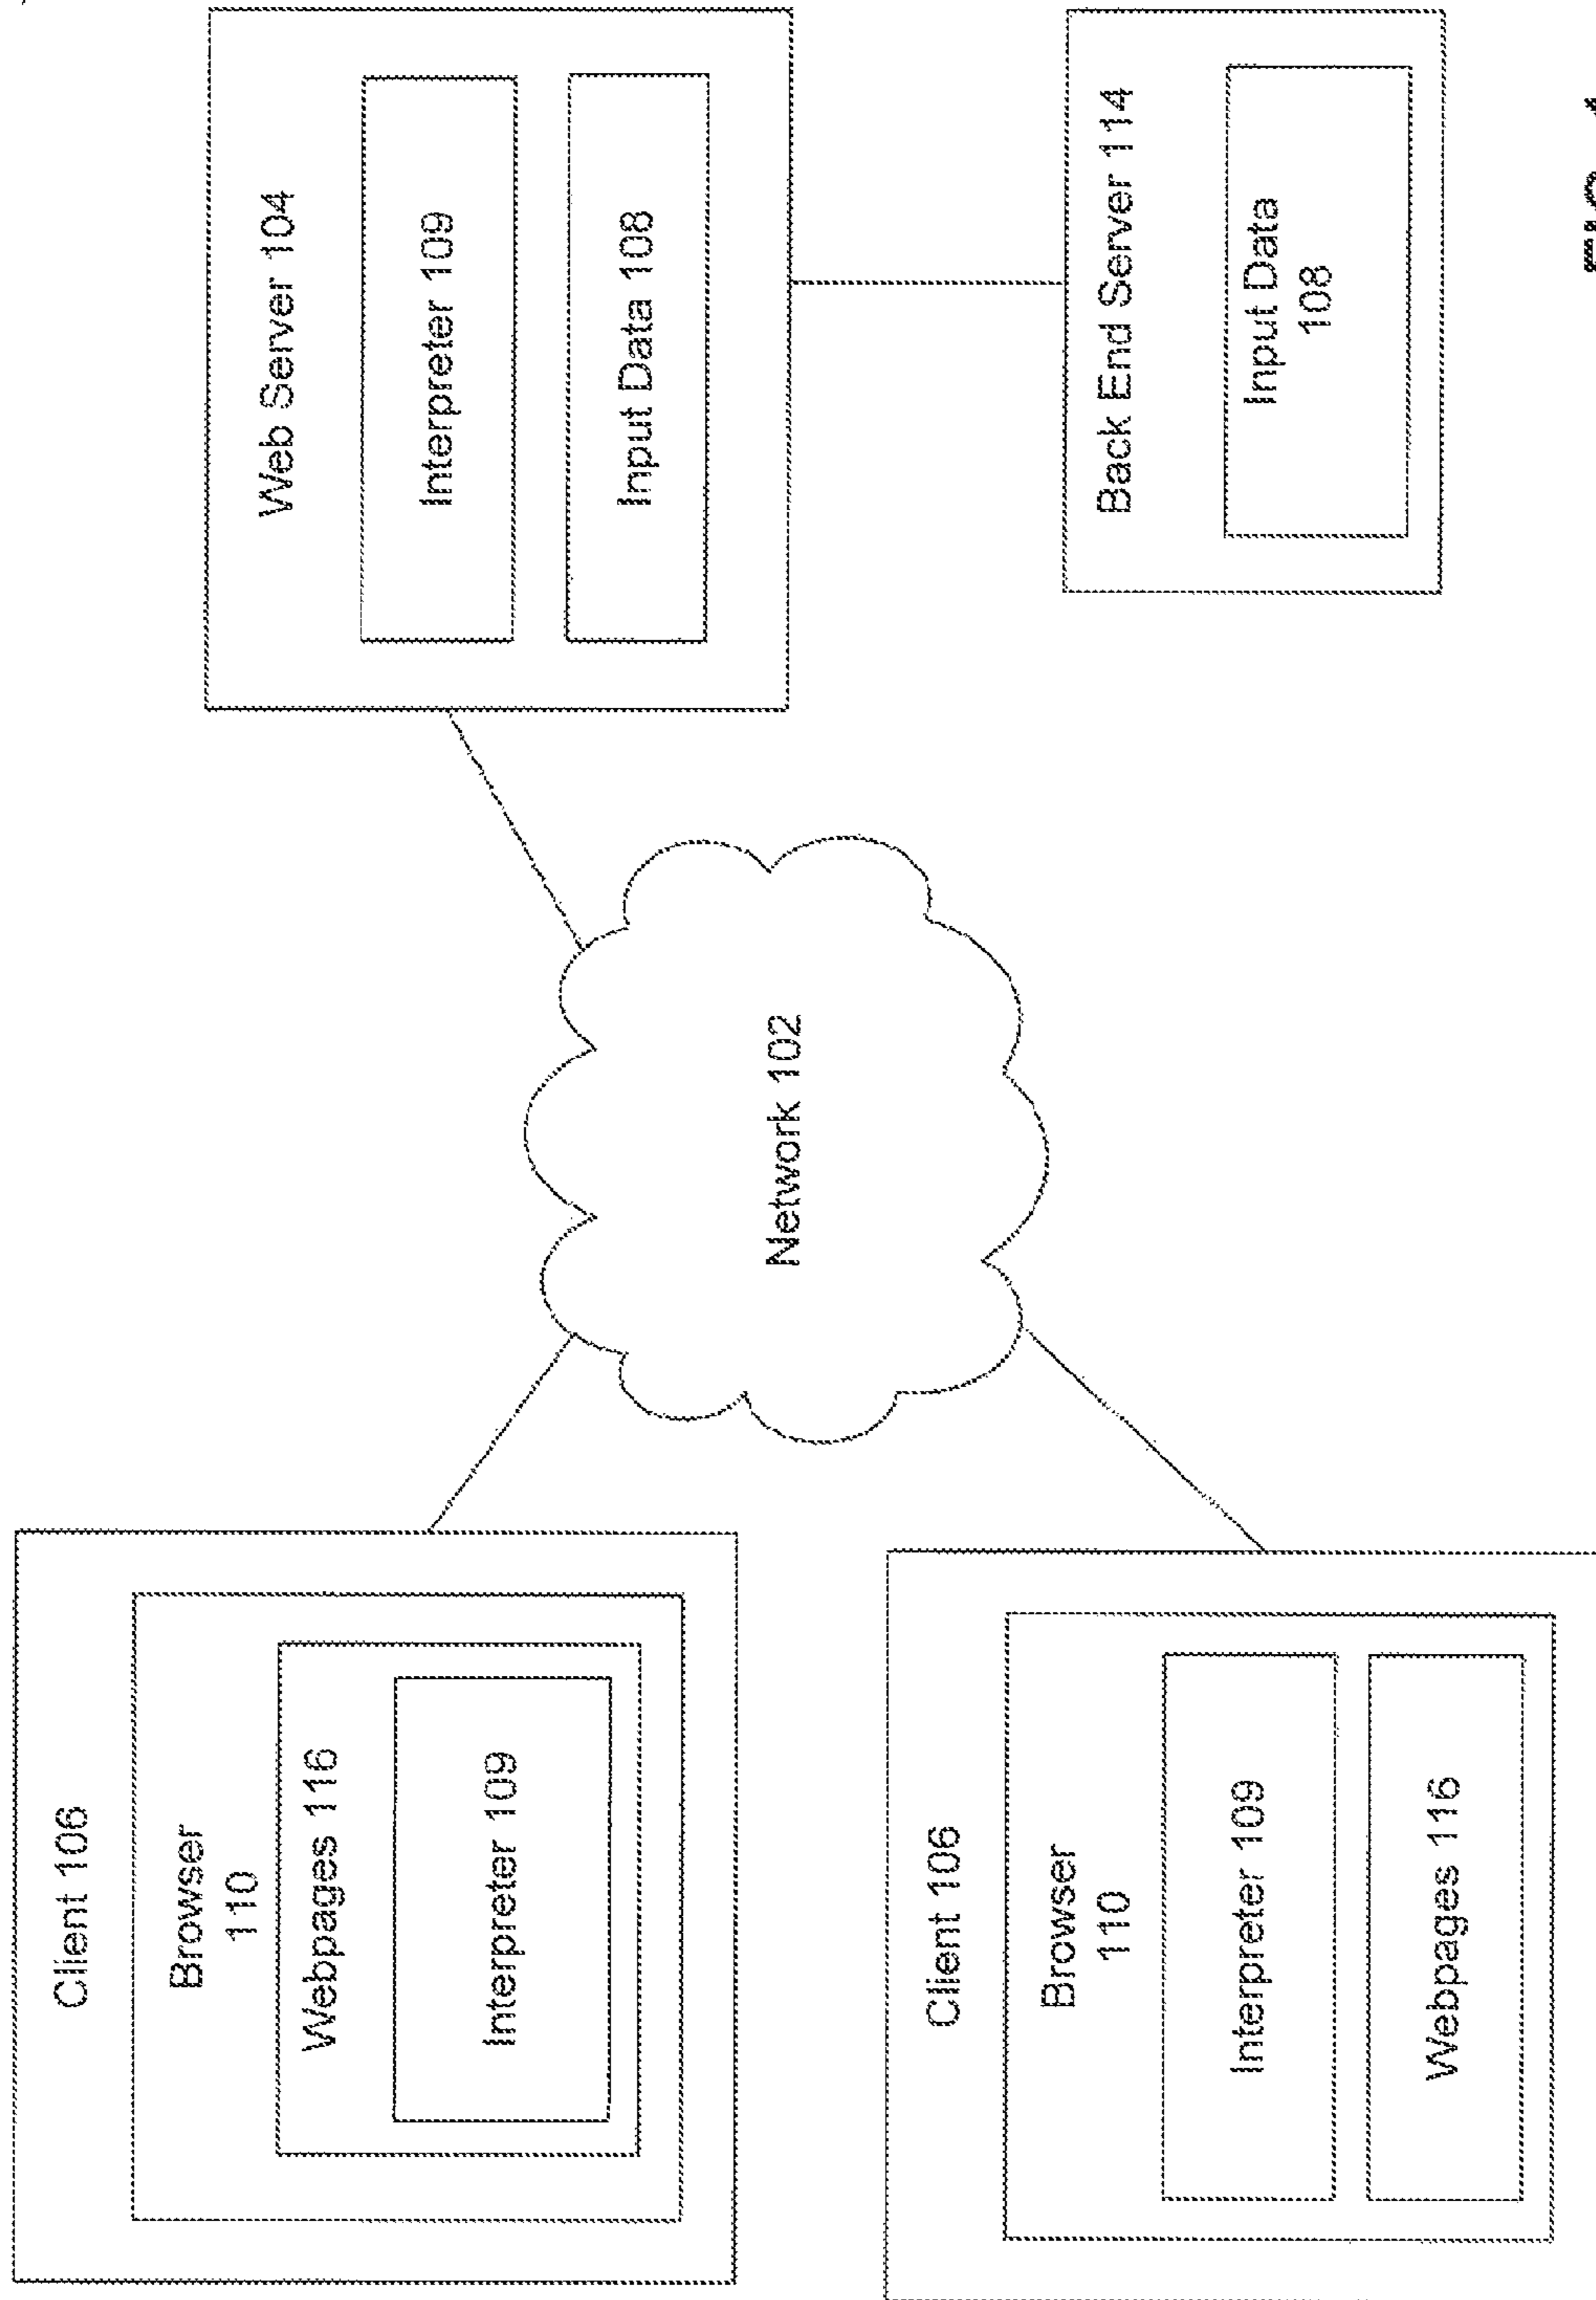 Client 106
Browser
110
Webpages 116
Interpreter 109
Client 106
Browser
110
Interpreter 109
Webpages 116
Network 102
Web Server 104
Interpreter 109
Input Data 108
Back End Server 114
Input Data
108